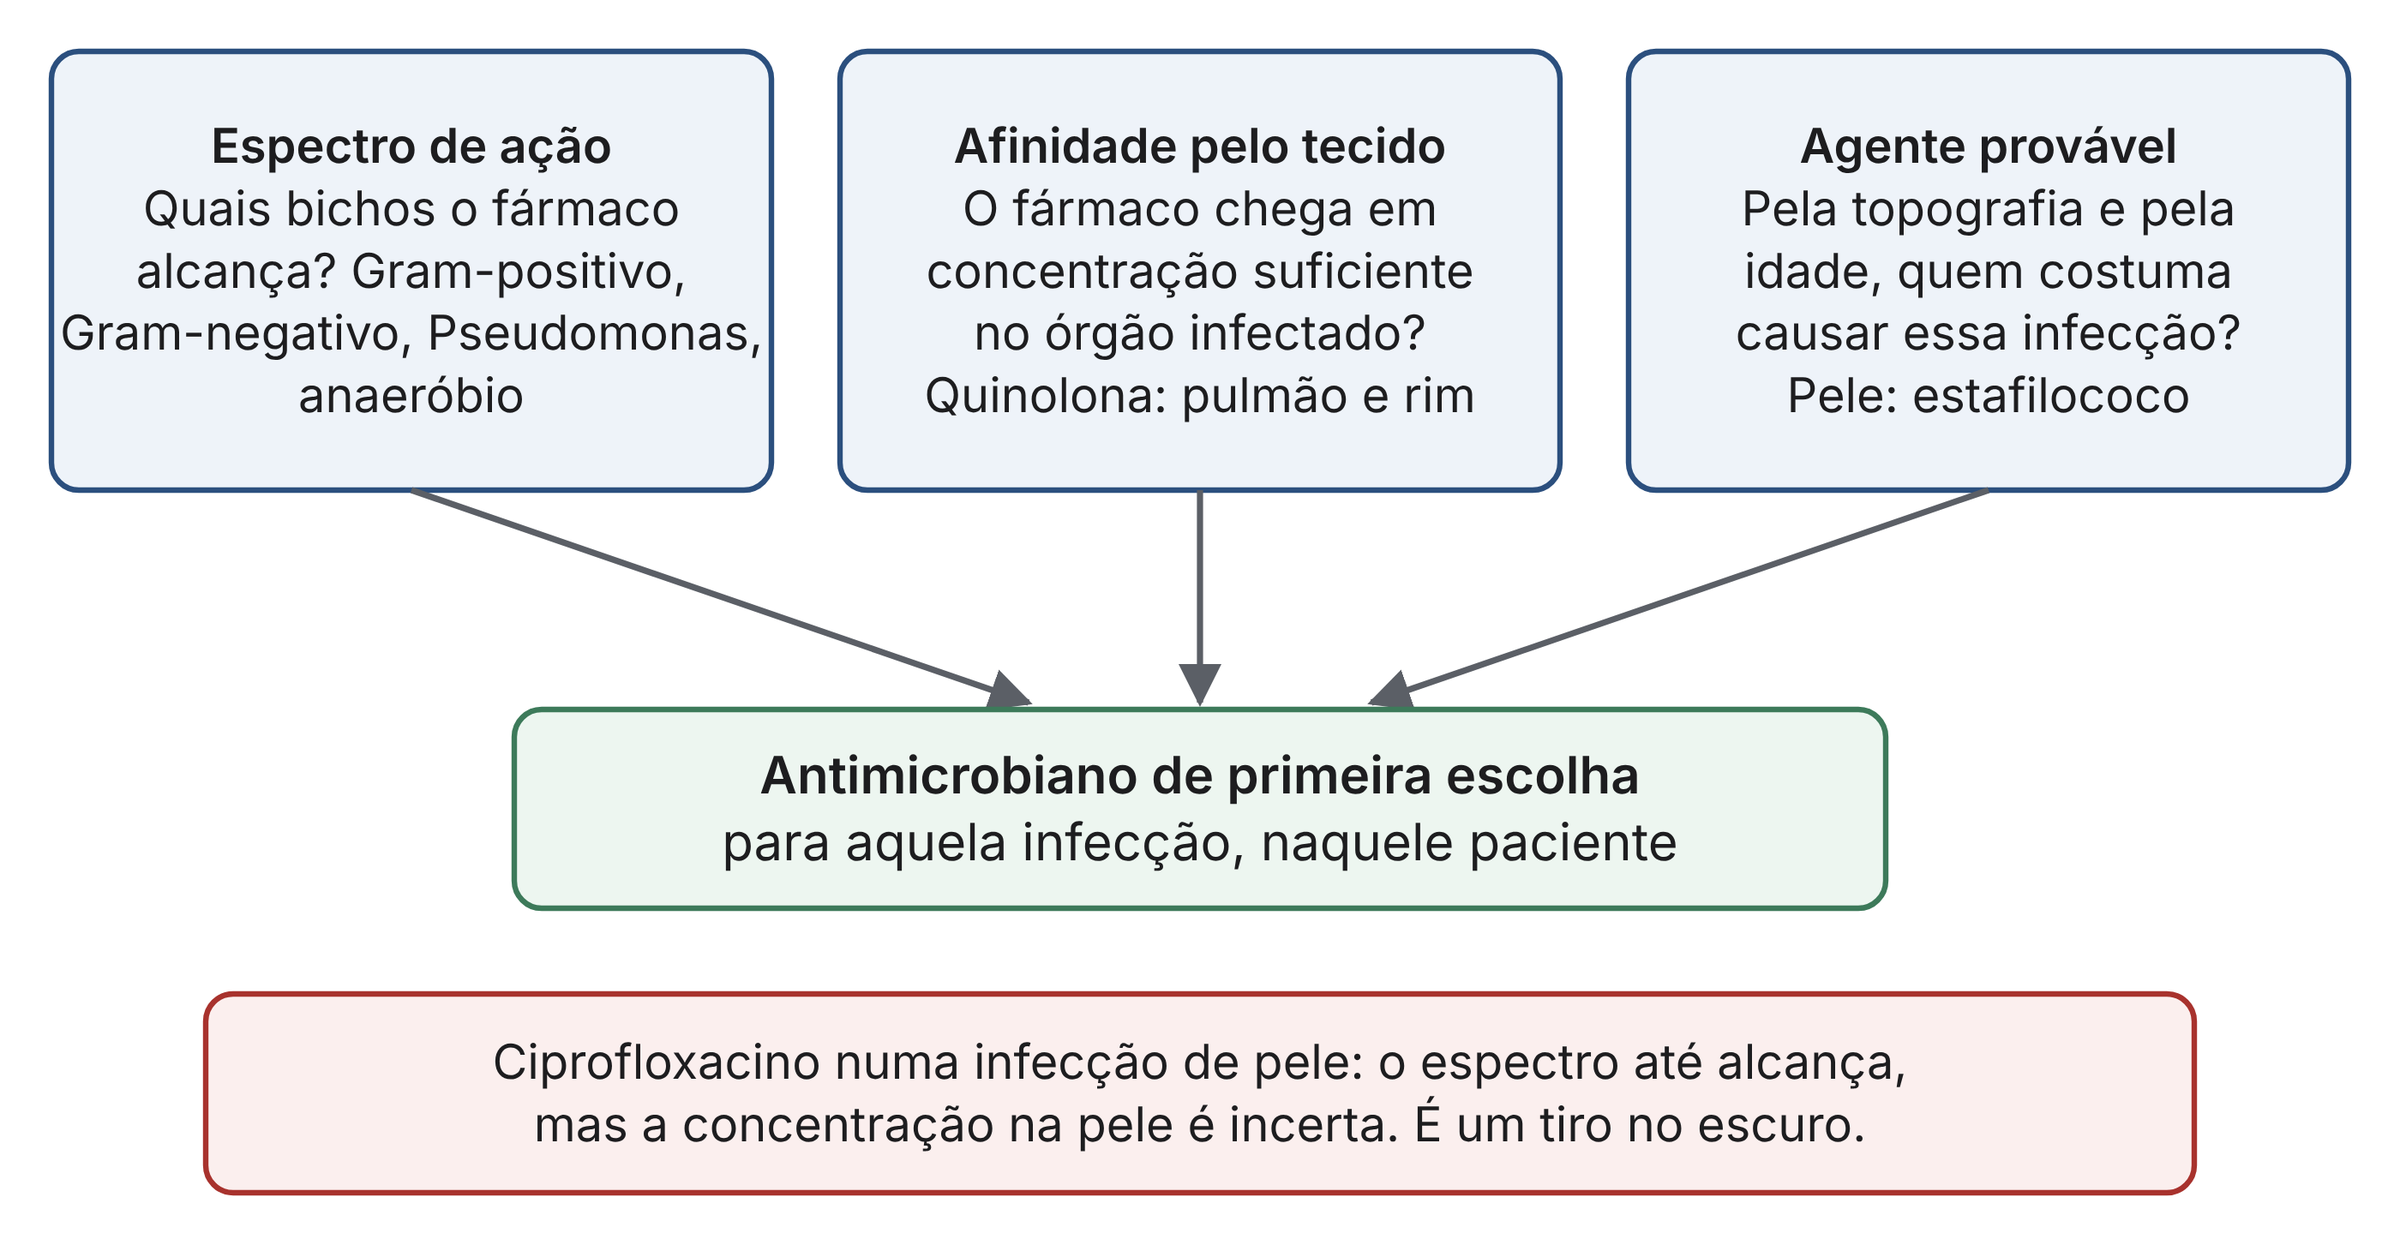 Espectro de ação
Quais bichos o fármaco
alcança? Gram-positivo,
Gram-negativo, Pseudomonas,
anaeróbio
Afinidade pelo tecido
O fármaco chega em
concentração suficiente
no órgão infectado?
Quinolona: pulmão e rim
Agente provável
Pela topografia e pela
idade, quem costuma
causar essa infecção?
Pele: estafilococo
Antimicrobiano de primeira escolha
para aquela infecção, naquele paciente
Ciprofloxacino numa infecção de pele: o espectro até alcança,
mas a concentração na pele é incerta. É um tiro no escuro.